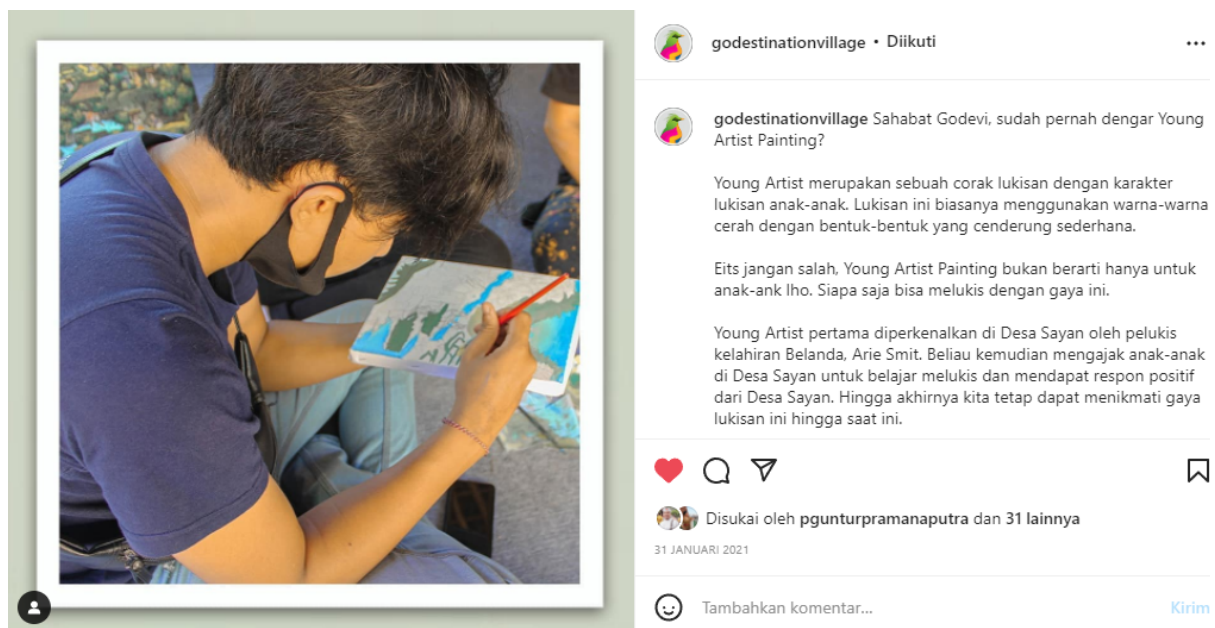 godestinationvillage • Diikuti
godestinationvillage Sahabat Godevi, sudah pernah dengar Young
Artist Painting?
Young Artist merupakan sebuah corak lukisan dengan karakter
lukisan anak-anak. Lukisan ini biasanya menggunakan warna-warna
cerah dengan bentuk-bentuk yang cenderung sederhana.
Eits jangan salah, Young Artist Painting bukan berarti hanya untuk
anak-ank lho. Siapa saja bisa melukis dengan gaya ini.
Young Artist pertama diperkenalkan di Desa Sayan oleh pelukis
kelahiran Belanda, Arie Smit. Beliau kemudian mengajak anak-anak
di Desa Sayan untuk belajar melukis dan mendapat respon positif
dari Desa Sayan. Hingga akhirnya kita tetap dapat menikmati gaya
lukisan ini hingga saat ini.
Disukai oleh pgunturpramanaputra dan 31 lainnya
31 JANUARI 2021
Tambahkan komentar... Kirim